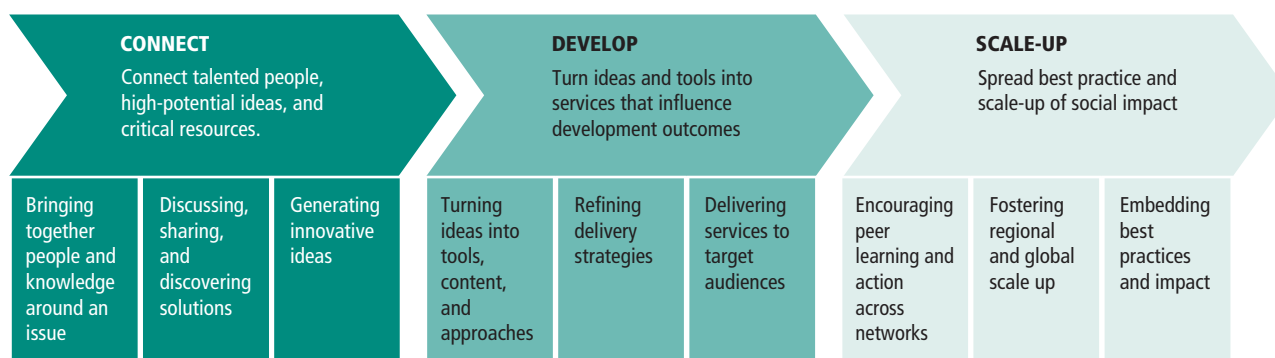 CONNECT
Connect talented people,
high-potential ideas, and
critical resources.
Bringing
together
people and
knowledge
around an
issue
Discussing,
sharing,
and
discovering
solutions
Generating
innovative
ideas
DEVELOP
Turn ideas and tools into
services that influence
development outcomes
Turning
ideas into
tools,
content,
and
approaches
Refining
delivery
strategies
Delivering
services to
target
audiences
SCALE-UP
Spread best practice and
scale-up of social impact
Encouraging
peer
learning and
action
across
networks
Fostering
regional
and global
scale up
Embedding
best
practices
and impact